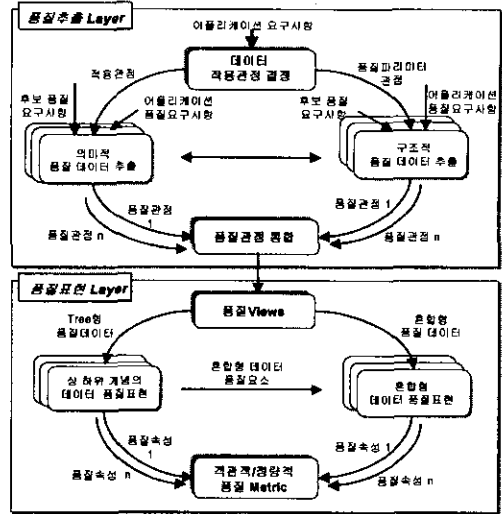 품질추출 Layer
어플리케이션 요구사항
데이터
적용관점 결정
적용관점
품질파라미터
관점
후보 품질
요구사항
어플리케이션
품질요구사항
후보 품질
요구사항
어플리케이션
품질요구사항
의미적
품질 데이터 추출
구조적
품질 데이터 추출
품질관점
1
품질관점 n
품질관점 1
품질관점 n
품질관점 통합
품질표현 Layer
Tree형
품질데이터
품질Views
혼합형
품질 데이터
상 하위 개념의
데이터 품질표현
혼합형 데이터
품질요소
혼합형
데이터 품질표현
품질속성
1
품질속성 n
품질속성 1
품질속성 n
객관적/정량적
품질 Metric